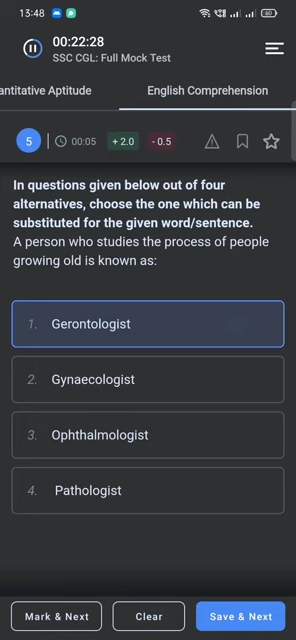 13:48
60
00:22:28
SSC CGL: Full Mock Test
antitative Aptitude
English Comprehension
5
00:05
+ 2.0
- 0.5
In questions given below out of four
alternatives, choose the one which can be
substituted for the given word/sentence.
A person who studies the process of people
growing old is known as:
1. Gerontologist
2. Gynaecologist
3. Ophthalmologist
4. Pathologist
Mark & Next
Clear
Save & Next